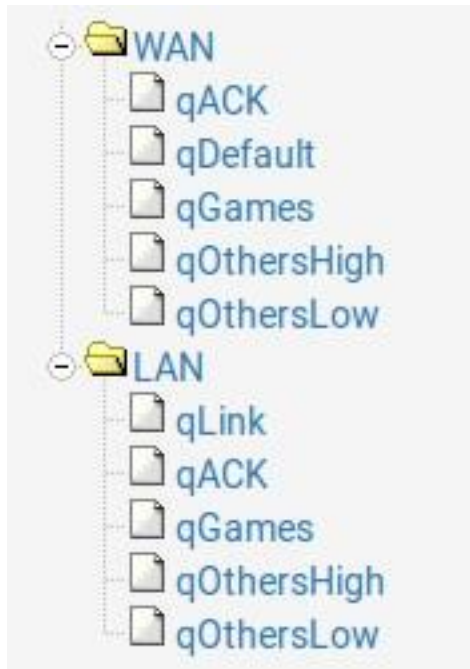 WAN
qACK
qDefault
qGames
qOthersHigh
qOthersLow
LAN
qLink
qACK
qGames
qOthersHigh
qOthersLow